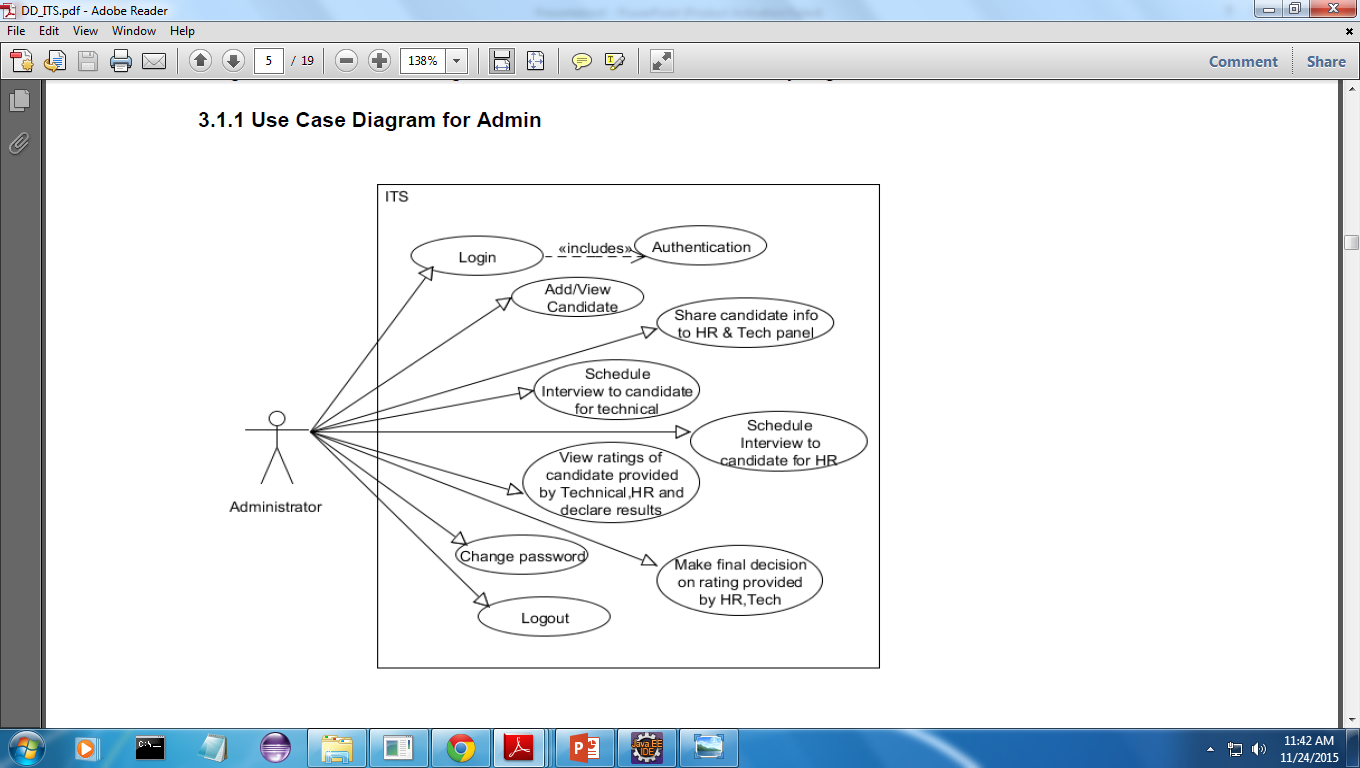 DD_ITS.pdf - Adobe Reader
File Edit View Window Help
5 / 19 138% Comment Share
3.1.1 Use Case Diagram for Admin
ITS
Login
«includes»
Authentication
Add/View
Candidate
Share candidate info
to HR & Tech panel
Schedule
Interview to candidate
for technical
Schedule
Interview to
candidate for HR
View ratings of
candidate provided
by Technical,HR and
declare results
Administrator
Change password
Make final decision
on rating provided
by HR,Tech
Logout
C:\
Java EE
IDE
11:42 AM
11/24/2015